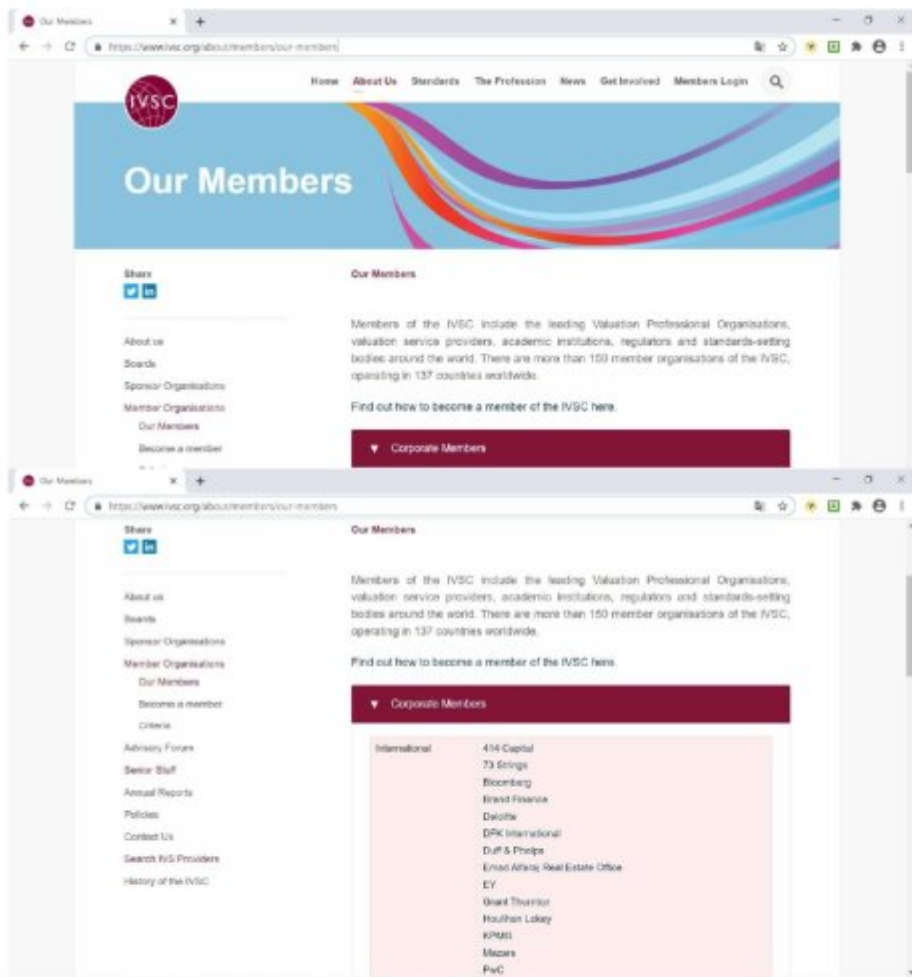 Our Members
https://www.ivsc.org/about/members/our-members
IVSC
Home About Us Standards The Profession News Get Involved Members Login
Our Members
Share
Our Members
Members of the IVSC include the leading Valuation Professional Organisations,
valuation service providers, academic institutions, regulators and standards-setting
bodies around the world. There are more than 150 member organisations of the IVSC,
operating in 137 countries worldwide.
Find out how to become a member of the IVSC here.
About us
Boards
Sponsor Organisations
Member Organisations
Our Members
Become a member
Corporate Members
Our Members
https://www.ivsc.org/about/members/our-members
Share
Our Members
Members of the IVSC include the leading Valuation Professional Organisations,
valuation service providers, academic institutions, regulators and standards-setting
bodies around the world. There are more than 150 member organisations of the IVSC,
operating in 137 countries worldwide.
Find out how to become a member of the IVSC here.
About us
Boards
Sponsor Organisations
Member Organisations
Our Members
Become a member
Criteria
Advisory Forum
Senior Staff
Annual Reports
Policies
Contact Us
Search IVS Providers
History of the IVSC
Corporate Members
International
414 Capital
73 Strings
Bloomberg
Brand Finance
Deloitte
DFK International
Duff & Phelps
Emad Alfaraj Real Estate Office
EY
Grant Thornton
Houlihan Lokey
KPMG
Mazars
PwC